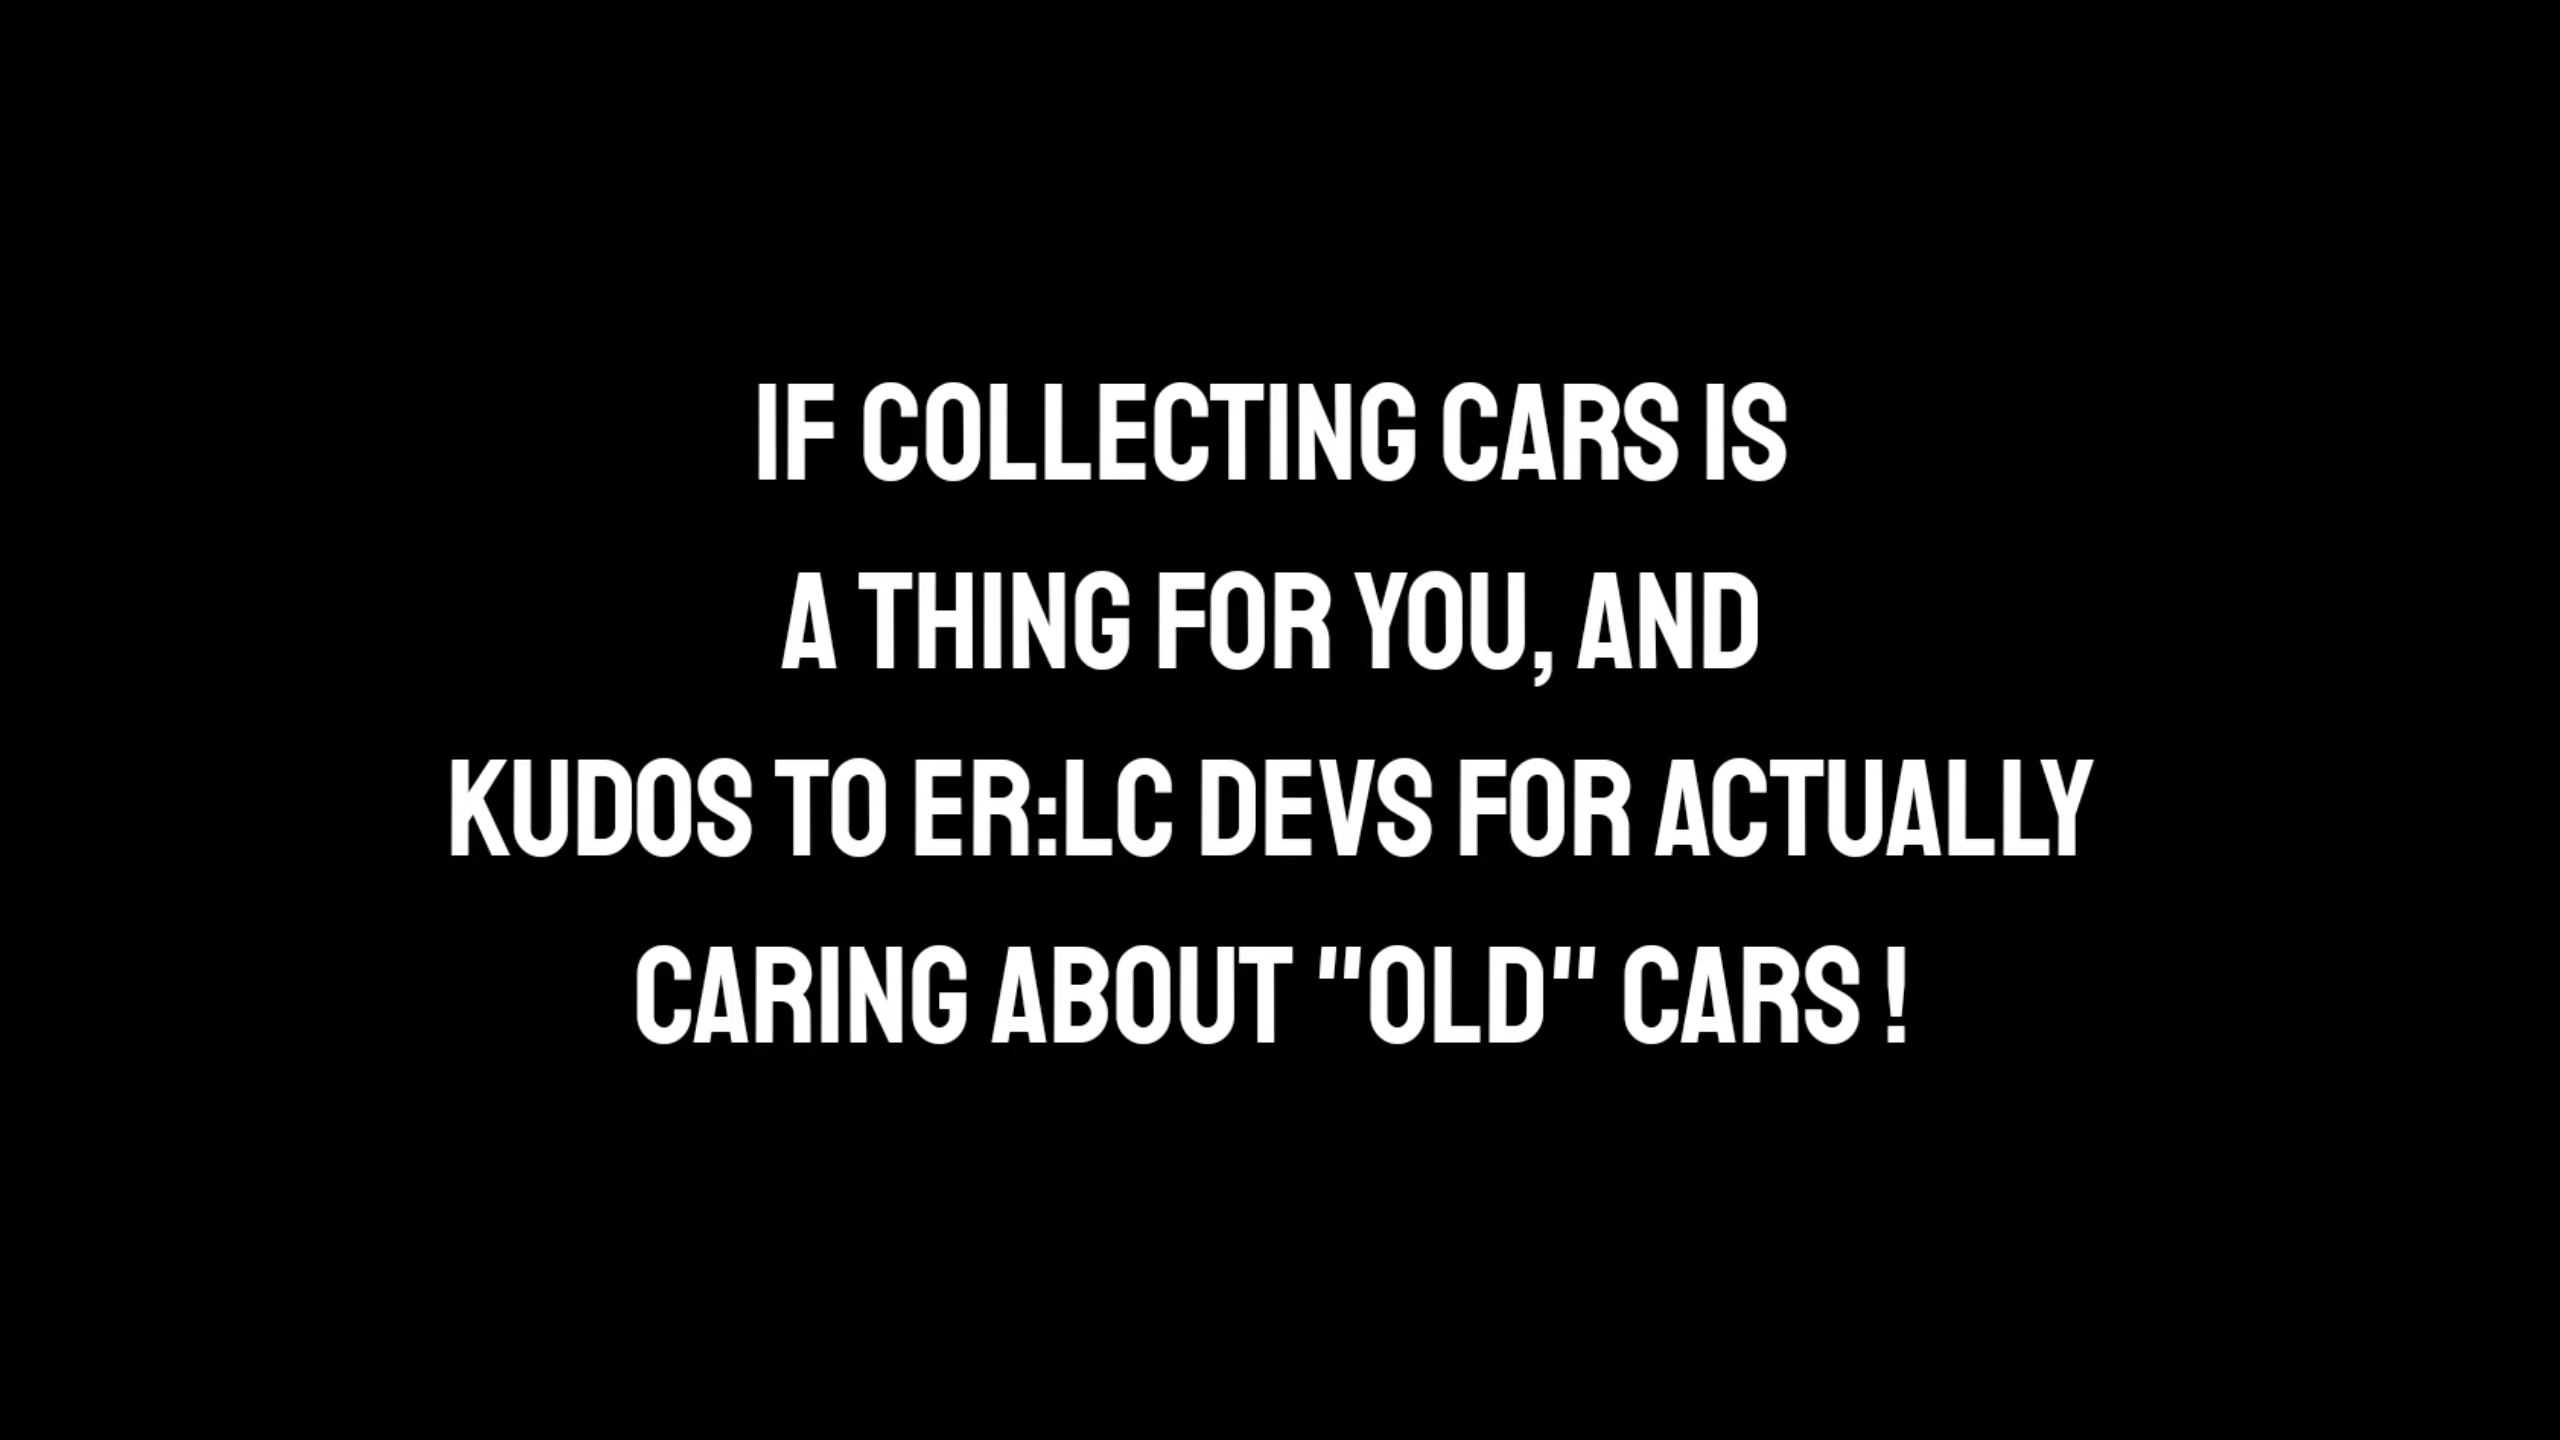 IF COLLECTING CARS IS
A THING FOR YOU, AND
KUDOS TO ER:LC DEVS FOR ACTUALLY
CARING ABOUT "OLD" CARS !